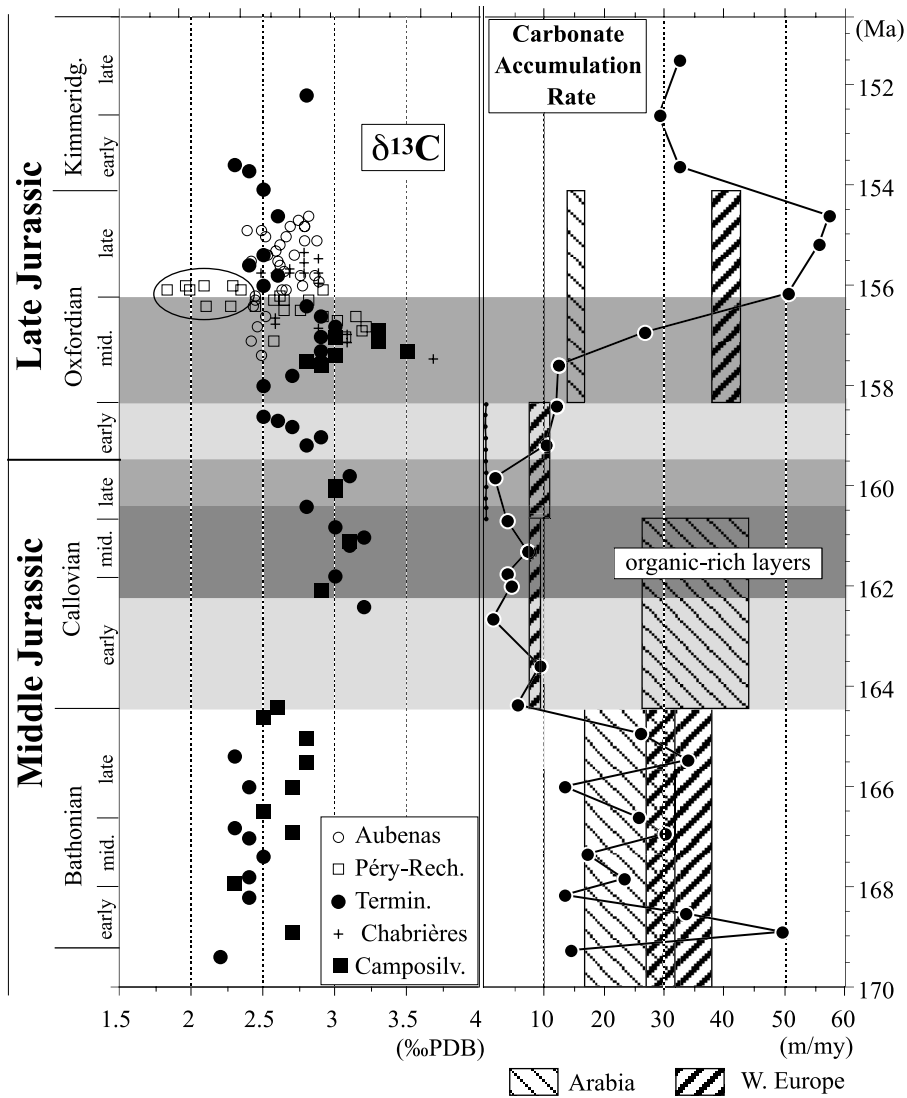 Late Jurassic
Middle Jurassic
Kimmeridg.
late
early
Oxfordian
late
mid.
early
Callovian
late
mid.
early
Bathonian
late
mid.
early
δ13C
Carbonate
Accumulation
Rate
(Ma)
152
154
156
158
160
162
164
166
168
170
organic-rich layers
Aubenas
Péry-Rech.
Termin.
Chabrières
Camposilv.
1.5 2 2.5 3 3.5 4
(‰PDB)
10 20 30 40 50 60
(m/my)
Arabia
W. Europe